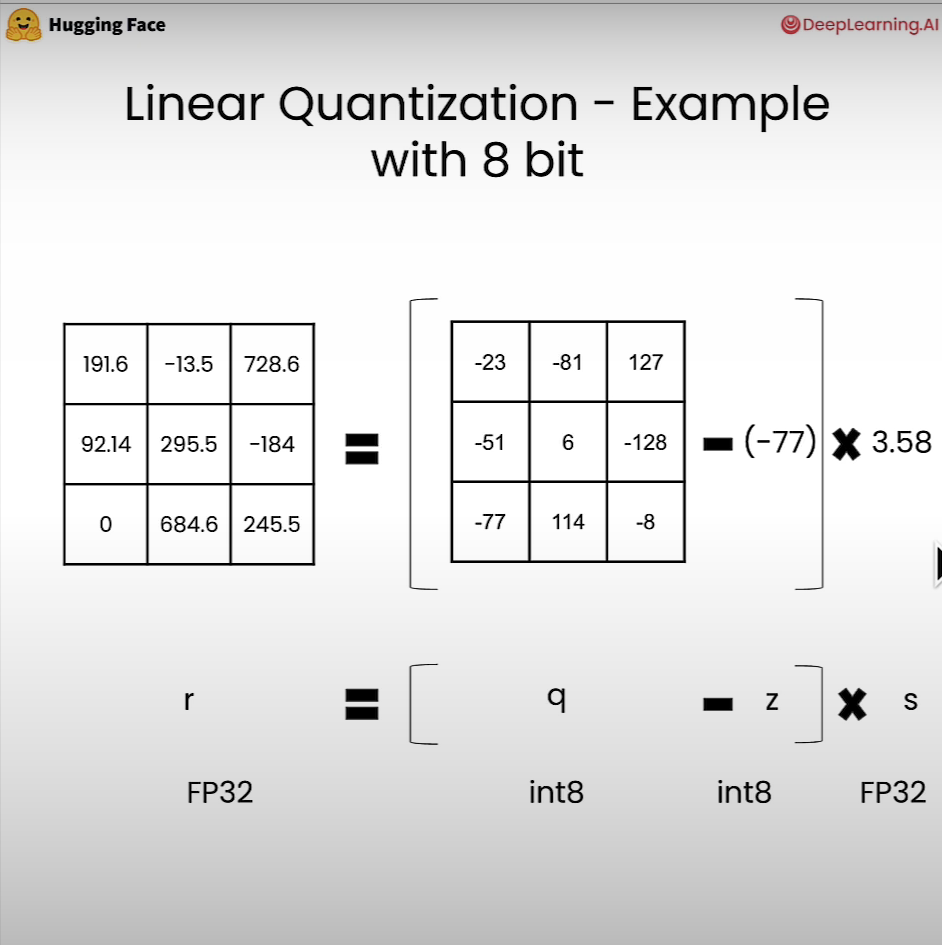 Hugging Face
DeepLearning.AI
Linear Quantization - Example
with 8 bit
191.6 -13.5 728.6
92.14 295.5 -184
0 684.6 245.5
=
-23 -81 127
-51 6 -128
-77 114 -8
- (-77) × 3.58
r = [ q - z ] × s
FP32 int8 int8 FP32